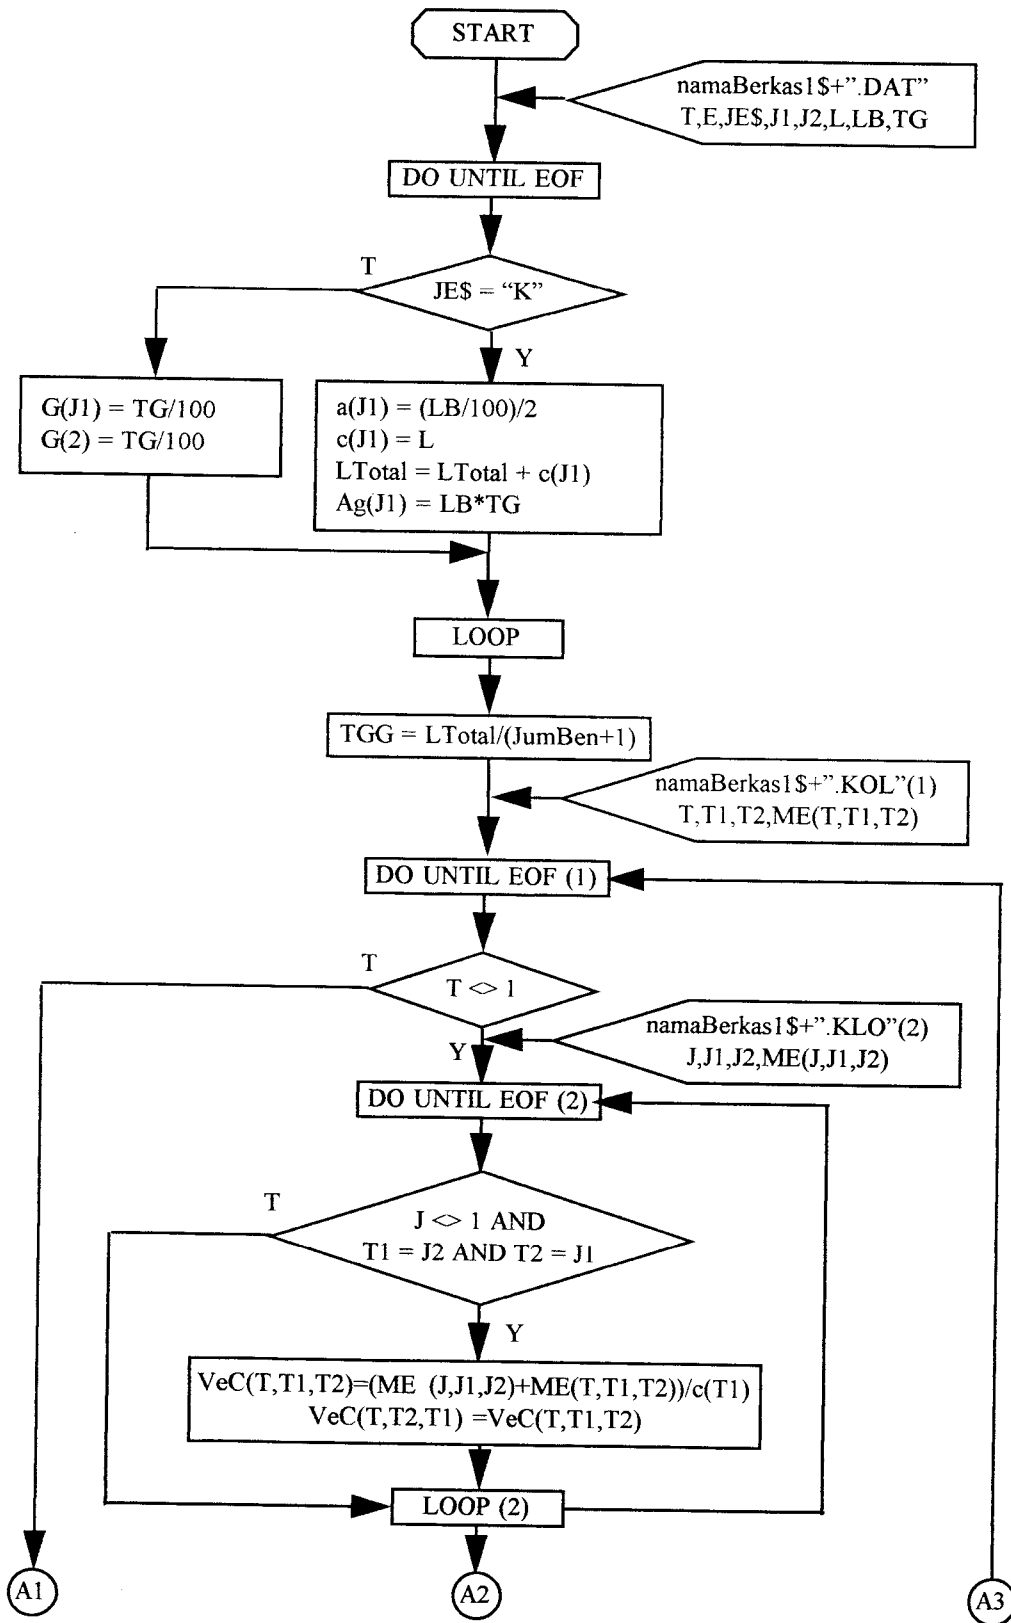 START
namaBerkas1$+".DAT"
T,E,JE$,J1,J2,L,LB,TG
DO UNTIL EOF
T
JE$ = “K”
Y
G(J1) = TG/100
G(2) = TG/100
a(J1) = (LB/100)/2
c(J1) = L
LTotal = LTotal + c(J1)
Ag(J1) = LB*TG
LOOP
TGG = LTotal/(JumBen+1)
namaBerkas1$+".KOL"(1)
T,T1,T2,ME(T,T1,T2)
DO UNTIL EOF (1)
T
T <> 1
Y
namaBerkas1$+".KLO"(2)
J,J1,J2,ME(J,J1,J2)
DO UNTIL EOF (2)
T
J <> 1 AND
T1 = J2 AND T2 = J1
Y
VeC(T,T1,T2)=(ME (J,J1,J2)+ME(T,T1,T2))/c(T1)
VeC(T,T2,T1) =VeC(T,T1,T2)
LOOP (2)
A1
A2
A3